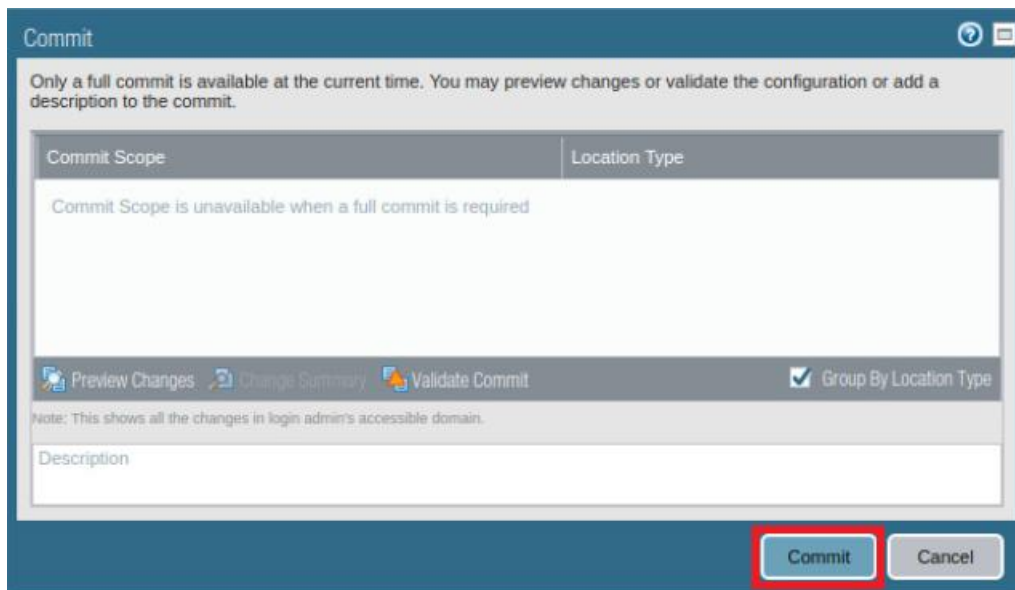 Commit
Only a full commit is available at the current time. You may preview changes or validate the configuration or add a
description to the commit.
Commit Scope Location Type
Commit Scope is unavailable when a full commit is required
Preview Changes Change Summary Validate Commit Group By Location Type
Note: This shows all the changes in login admin's accessible domain.
Description
Commit Cancel